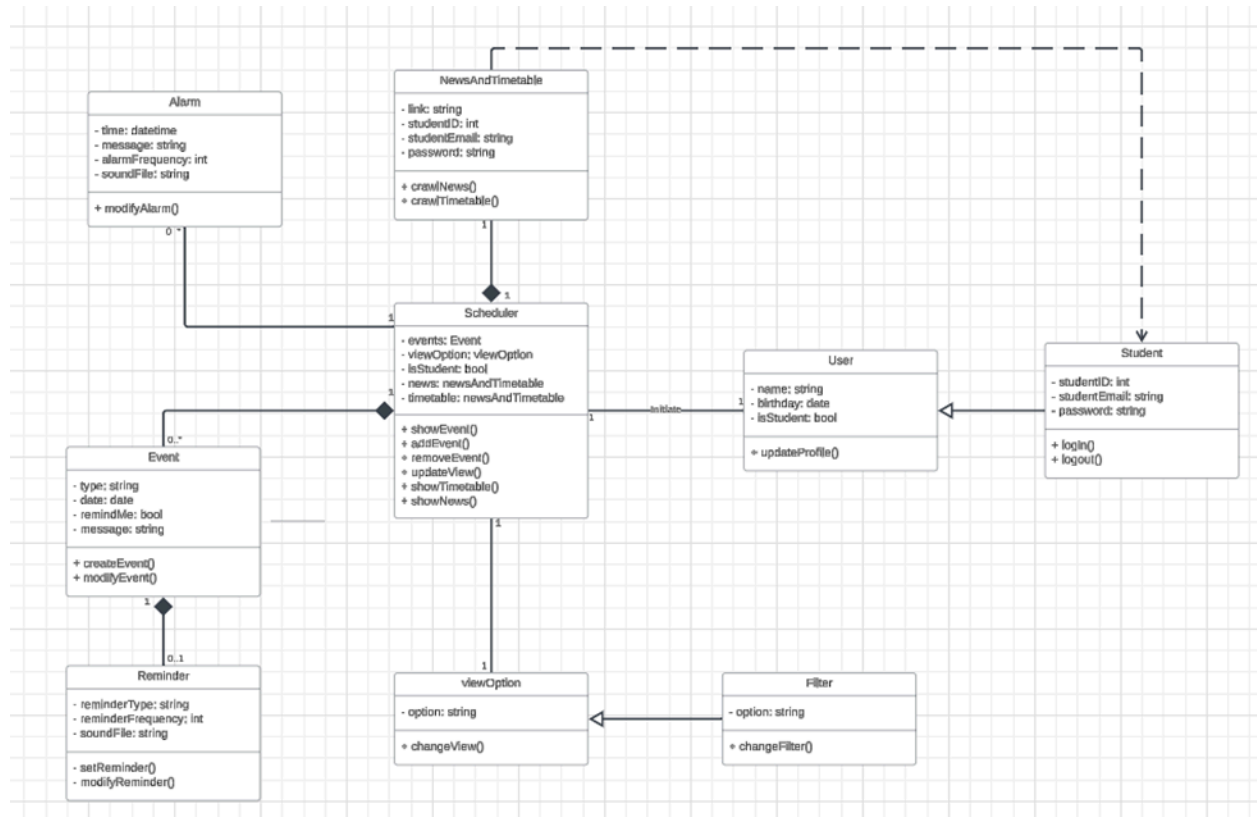 NewsAndTimetable
- link: string
- studentID: int
- studentEmail: string
- password: string
+ crawlNews()
+ crawlTimetable()
1
1
Alarm
- time: datetime
- message: string
- alarmFrequency: int
- soundFile: string
+ modifyAlarm()
0..*
1
Scheduler
- events: Event
- viewOption: viewOption
- isStudent: bool
- news: newsAndTimetable
- timetable: newsAndTimetable
+ showEvent()
+ addEvent()
+ removeEvent()
+ updateView()
+ showTimetable()
+ showNews()
1
1
Initiate
1
User
- name: string
- birthday: date
- isStudent: bool
+ updateProfile()
Student
- studentID: int
- studentEmail: string
- password: string
+ logIn()
+ logout()
0..*
Event
- type: string
- date: date
- remindMe: bool
- message: string
+ createEvent()
+ modifyEvent()
1
0..1
Reminder
- reminderType: string
- reminderFrequency: int
- soundFile: string
- setReminder()
- modifyReminder()
1
1
viewOption
- option: string
+ changeView()
Filter
- option: string
+ changeFilter()